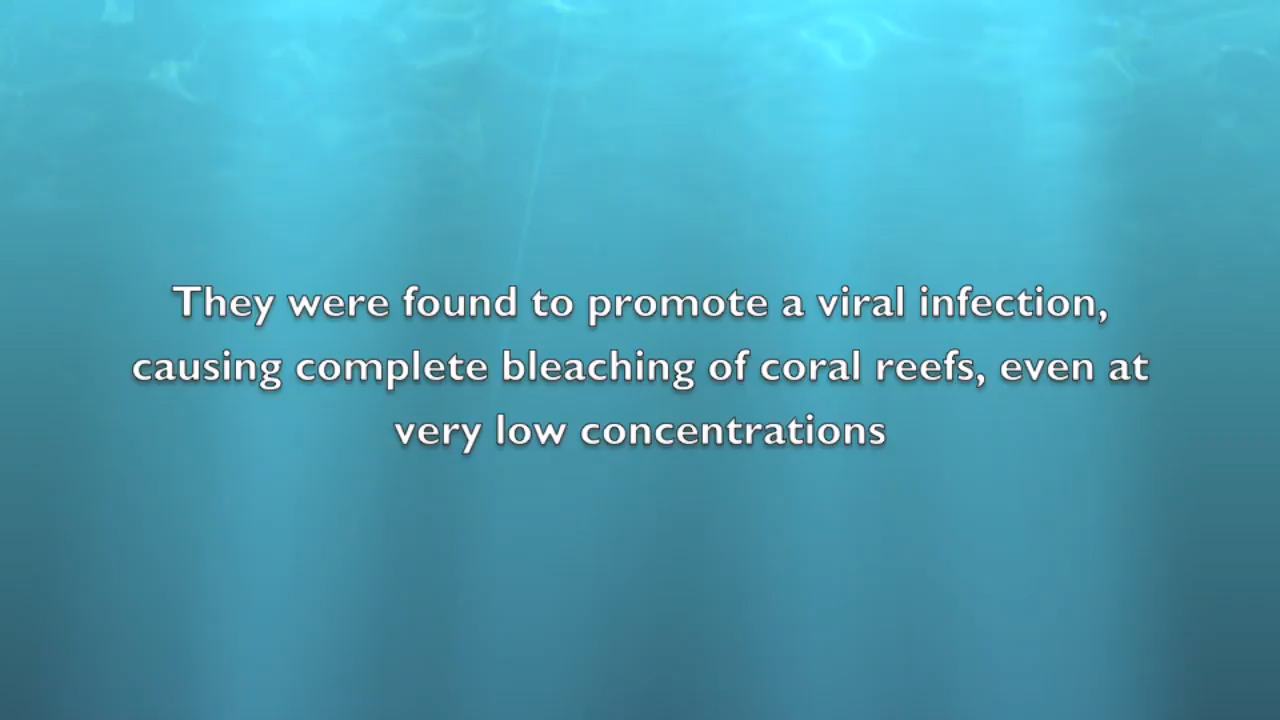 They were found to promote a viral infection,
causing complete bleaching of coral reefs, even at
very low concentrations